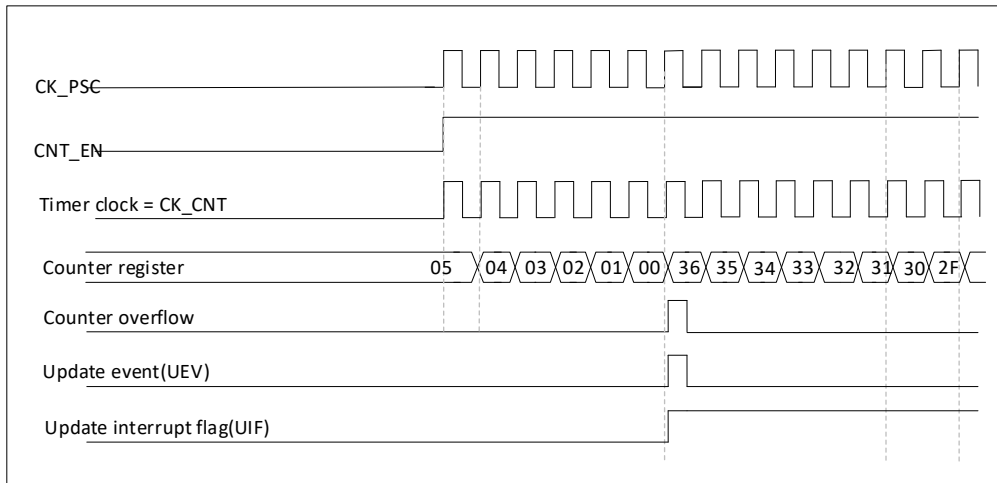 CK_PSC
CNT_EN
Timer clock = CK_CNT
Counter register 05 04 03 02 01 00 36 35 34 33 32 31 30 2F
Counter overflow
Update event(UEV)
Update interrupt flag(UIF)